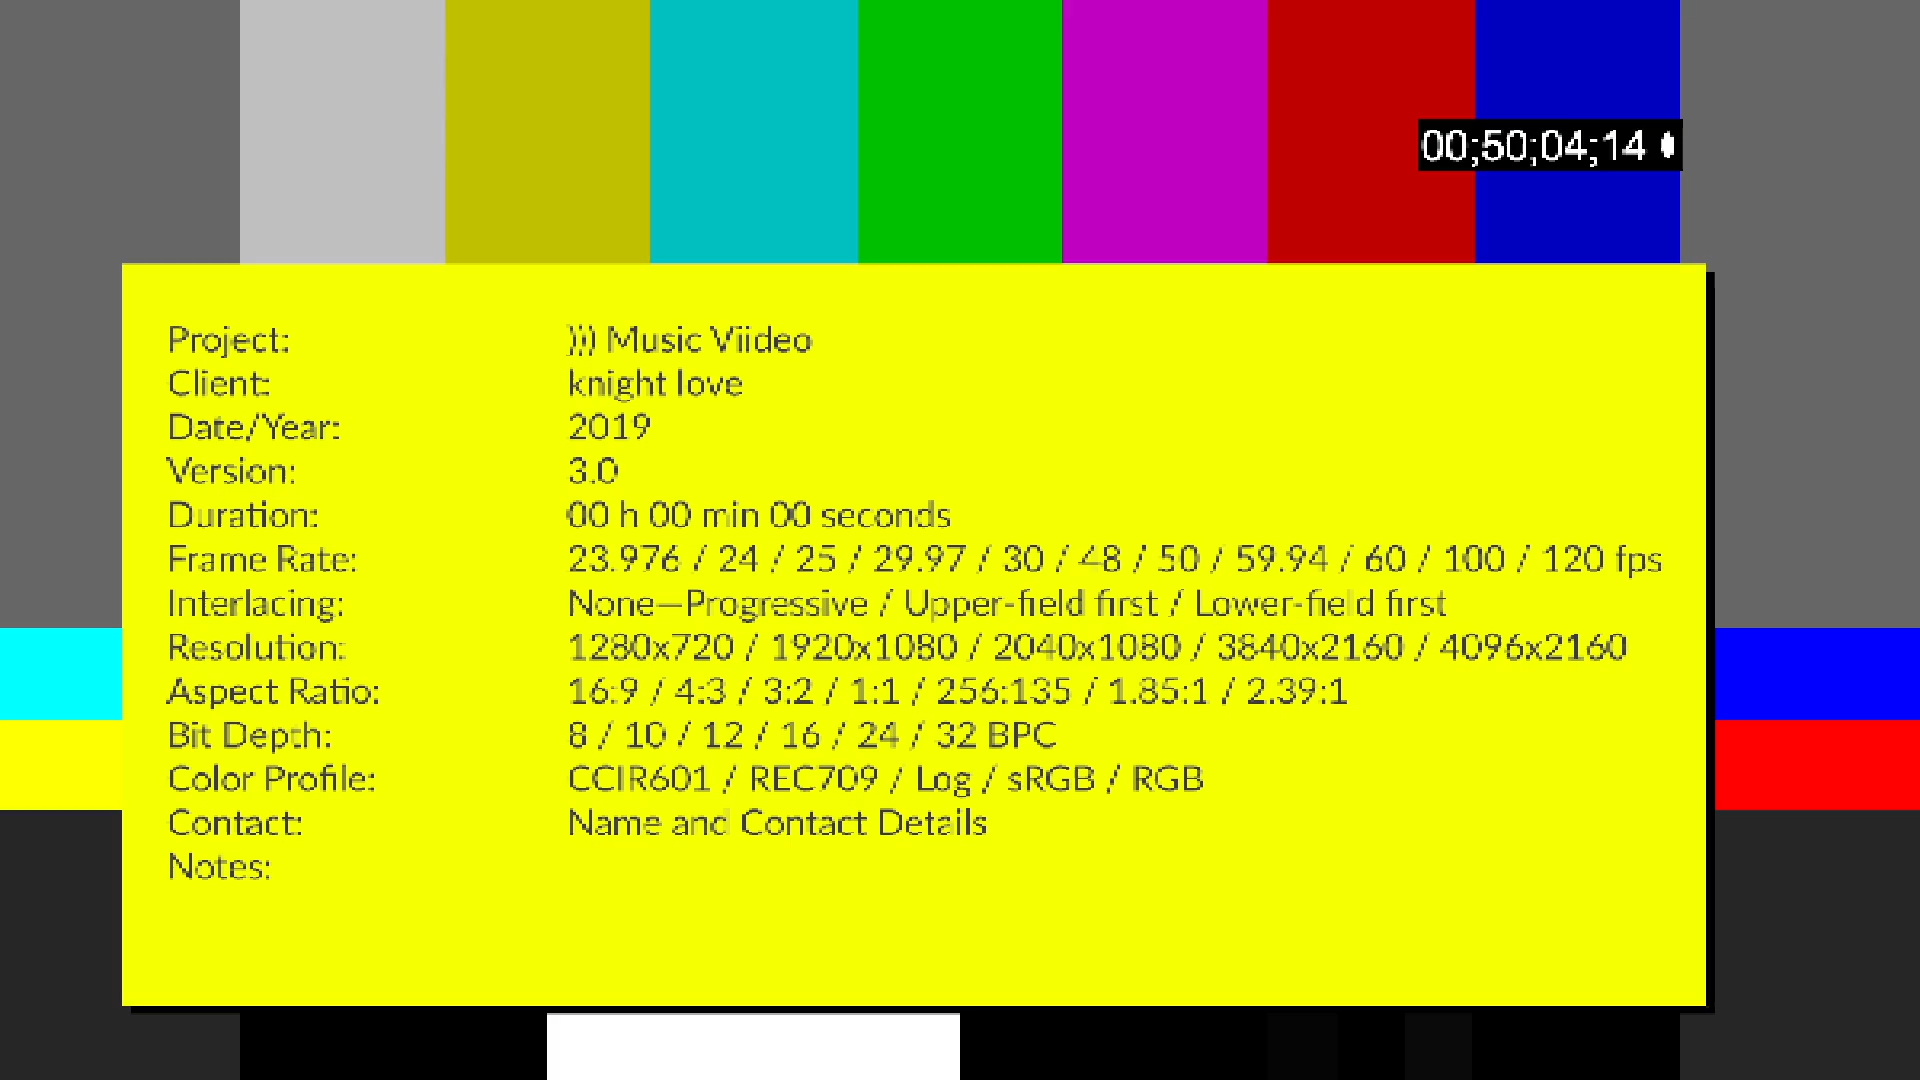 00;50;04;14
Project: ))) Music Viideo
Client: knight love
Date/Year: 2019
Version: 3.0
Duration: 00 h 00 min 00 seconds
Frame Rate: 23.976 / 24 / 25 / 29.97 / 30 / 48 / 50 / 59.94 / 60 / 100 / 120 fps
Interlacing: None—Progressive / Upper-field first / Lower-field first
Resolution: 1280x720 / 1920x1080 / 2040x1080 / 3840x2160 / 4096x2160
Aspect Ratio: 16:9 / 4:3 / 3:2 / 1:1 / 256:135 / 1.85:1 / 2.39:1
Bit Depth: 8 / 10 / 12 / 16 / 24 / 32 BPC
Color Profile: CCIR601 / REC709 / Log / sRGB / RGB
Contact: Name and Contact Details
Notes: